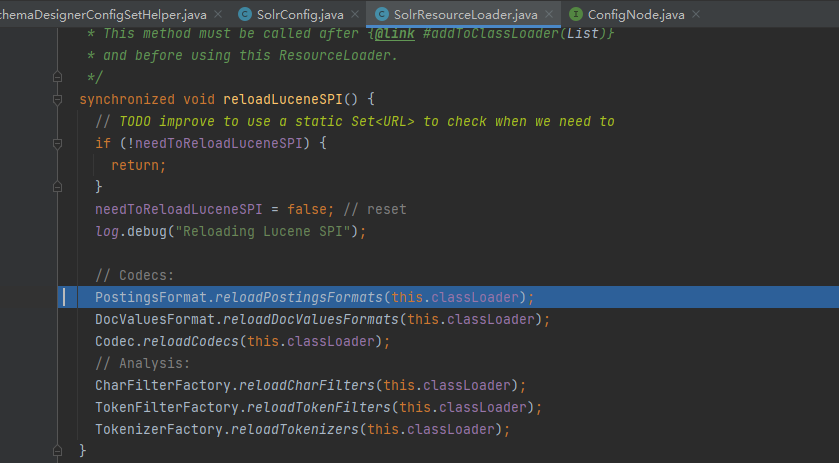 chemaDesignerConfigSetHelper.java × SolrConfig.java × SolrResourceLoader.java × ConfigNode.java ×
* This method must be called after {@link #addToClassLoader(List)}
* and before using this ResourceLoader.
*/
synchronized void reloadLuceneSPI() {
// TODO improve to use a static Set<URL> to check when we need to
if (!needToReloadLuceneSPI) {
return;
}
needToReloadLuceneSPI = false; // reset
log.debug("Reloading Lucene SPI");
// Codecs:
PostingsFormat.reloadPostingsFormats(this.classLoader);
DocValuesFormat.reloadDocValuesFormats(this.classLoader);
Codec.reloadCodecs(this.classLoader);
// Analysis:
CharFilterFactory.reloadCharFilters(this.classLoader);
TokenFilterFactory.reloadTokenFilters(this.classLoader);
TokenizerFactory.reloadTokenizers(this.classLoader);
}